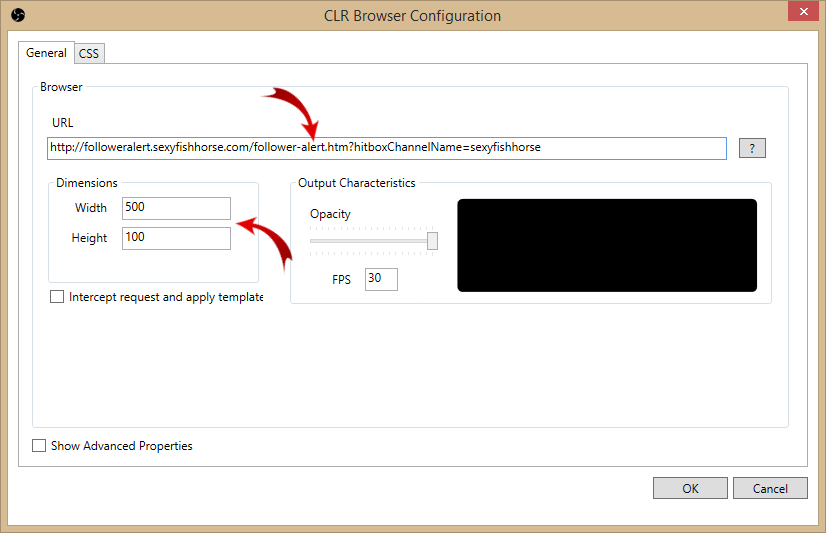 CLR Browser Configuration
General
CSS
Browser
URL
http://followeralert.sexyfishhorse.com/follower-alert.htm?hitboxChannelName=sexyfishhorse
?
Dimensions
Width
500
Height
100
Output Characteristics
Opacity
FPS
30
Intercept request and apply template
Show Advanced Properties
OK
Cancel